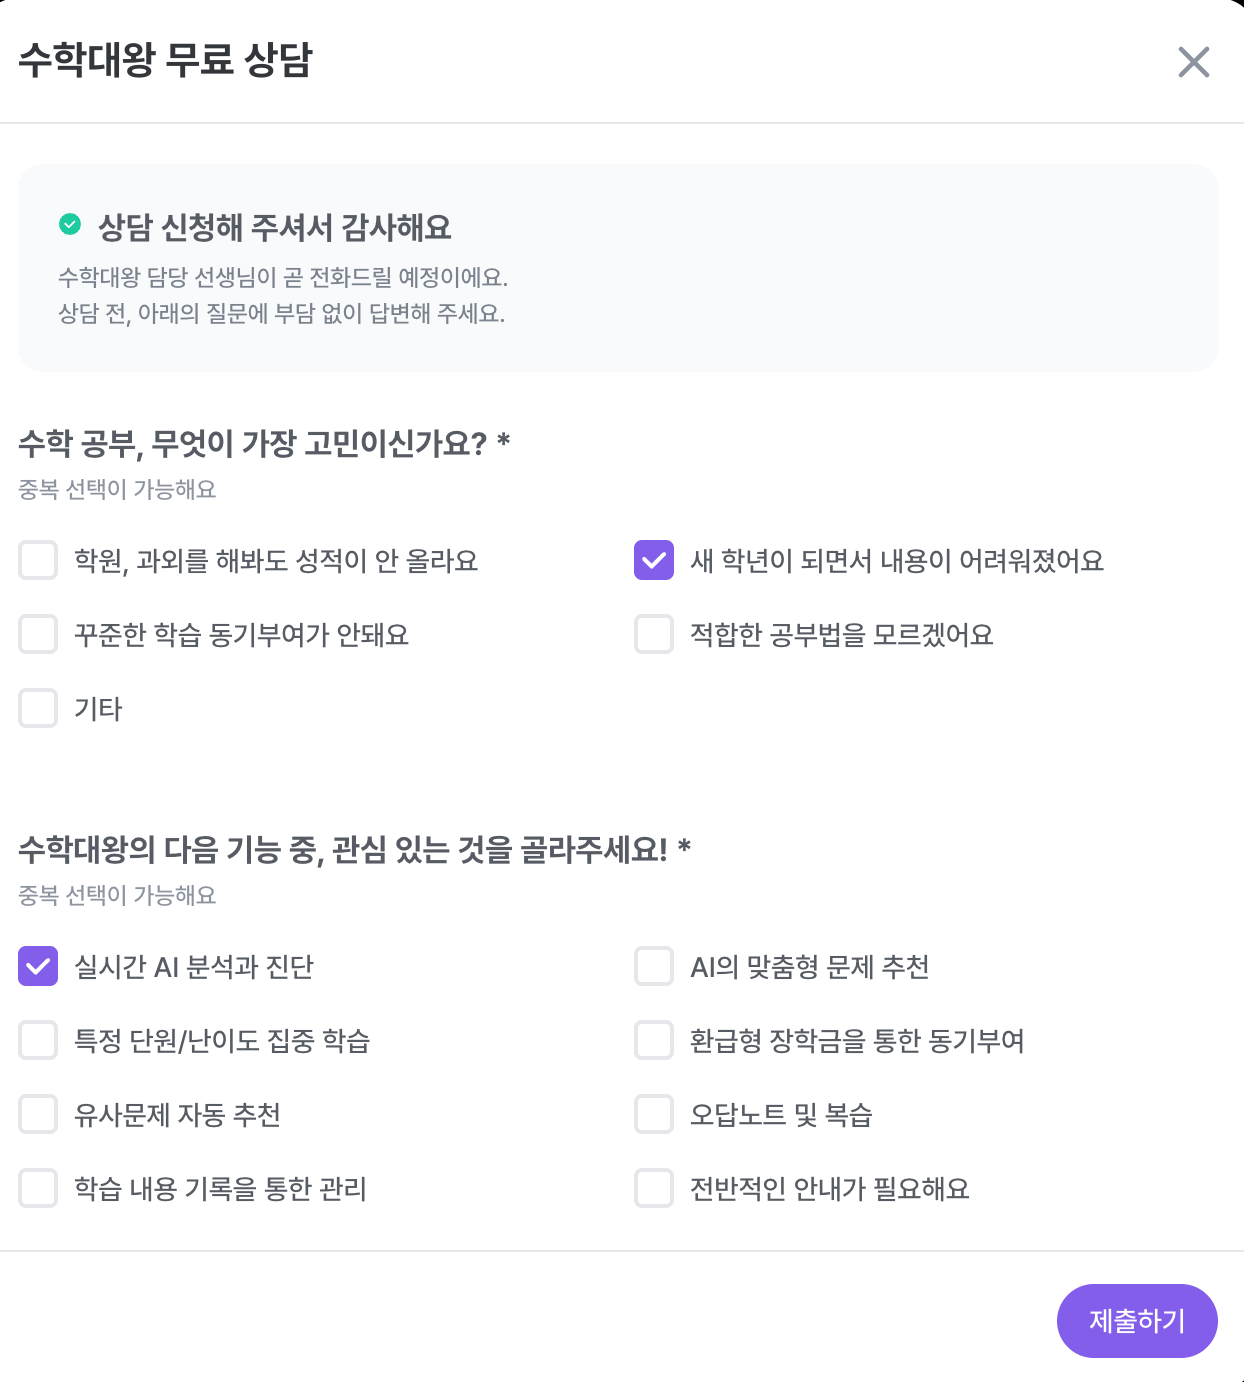 수학대왕 무료 상담
상담 신청해 주셔서 감사해요
수학대왕 담당 선생님이 곧 전화드릴 예정이에요.
상담 전, 아래의 질문에 부담 없이 답변해 주세요.
수학 공부, 무엇이 가장 고민이신가요? *
중복 선택이 가능해요
학원, 과외를 해봐도 성적이 안 올라요
새 학년이 되면서 내용이 어려워졌어요
꾸준한 학습 동기부여가 안돼요
적합한 공부법을 모르겠어요
기타
수학대왕의 다음 기능 중, 관심 있는 것을 골라주세요! *
중복 선택이 가능해요
실시간 AI 분석과 진단
AI의 맞춤형 문제 추천
특정 단원/난이도 집중 학습
환급형 장학금을 통한 동기부여
유사문제 자동 추천
오답노트 및 복습
학습 내용 기록을 통한 관리
전반적인 안내가 필요해요
제출하기